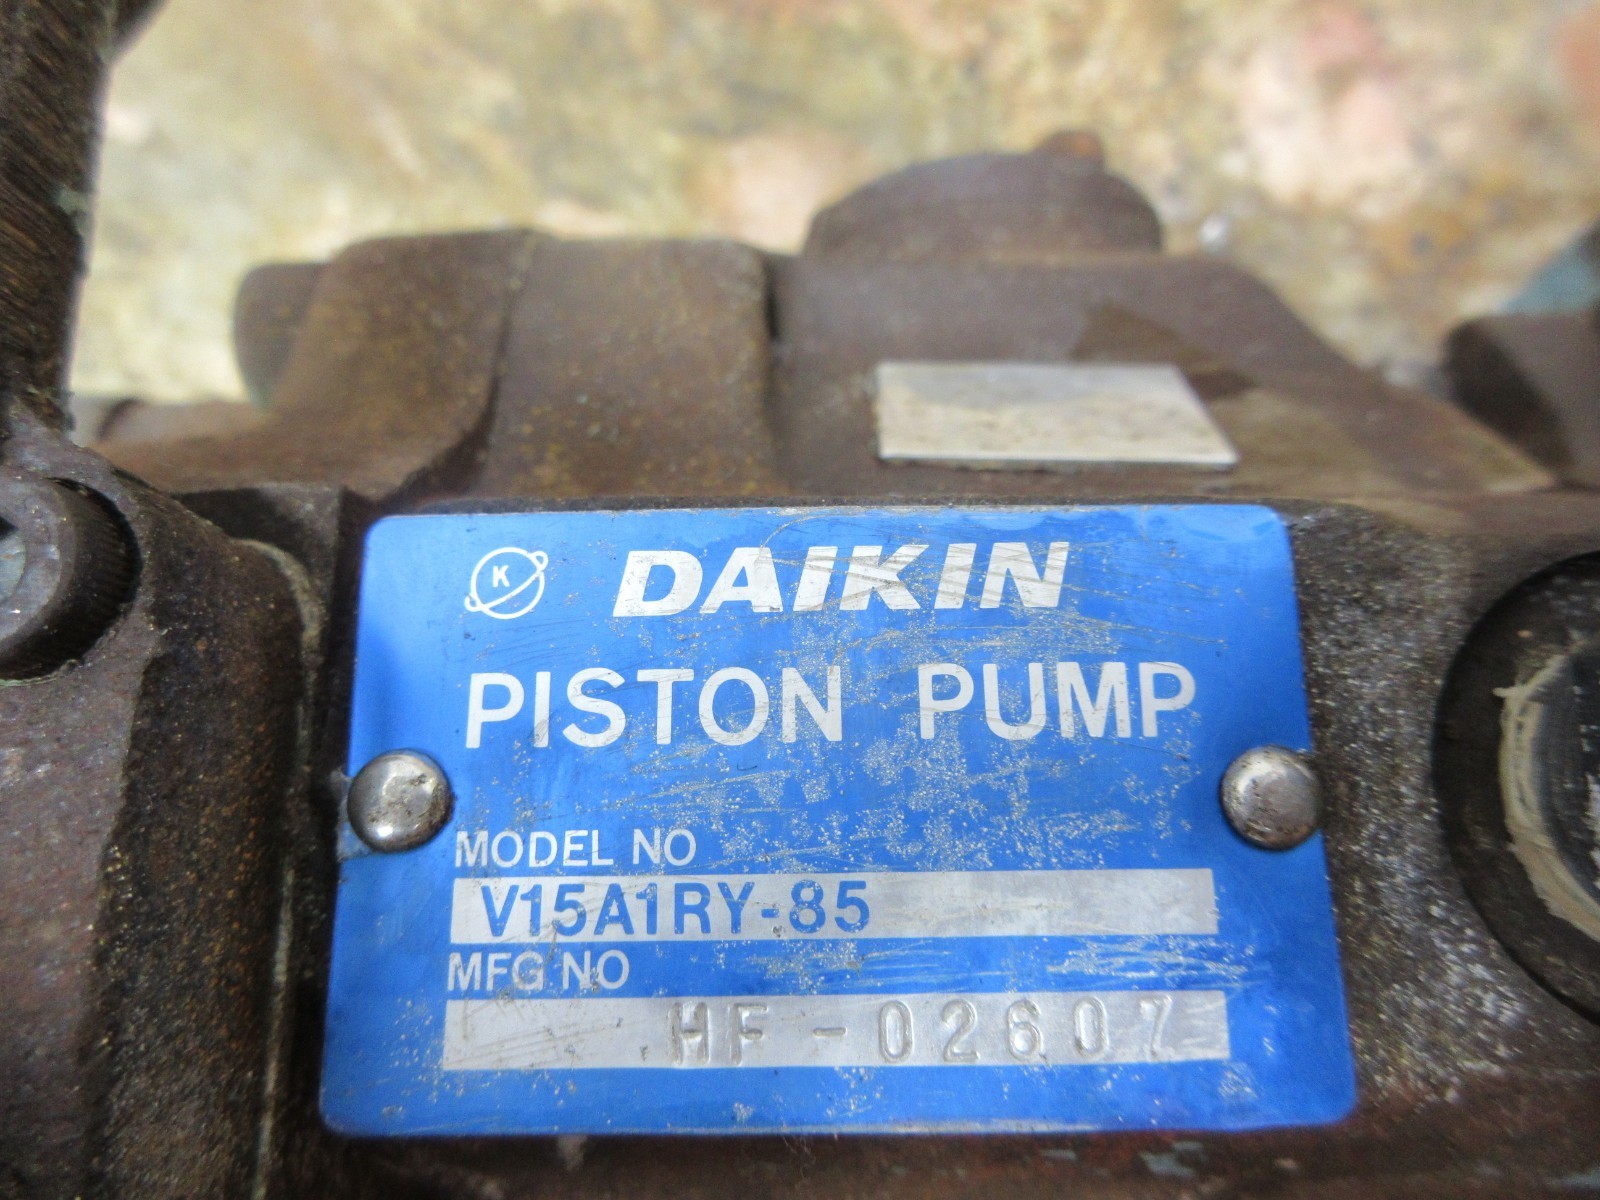 K DAIKIN
PISTON PUMP
MODEL NO
V15A1RY-85
MFG NO
HF-02607